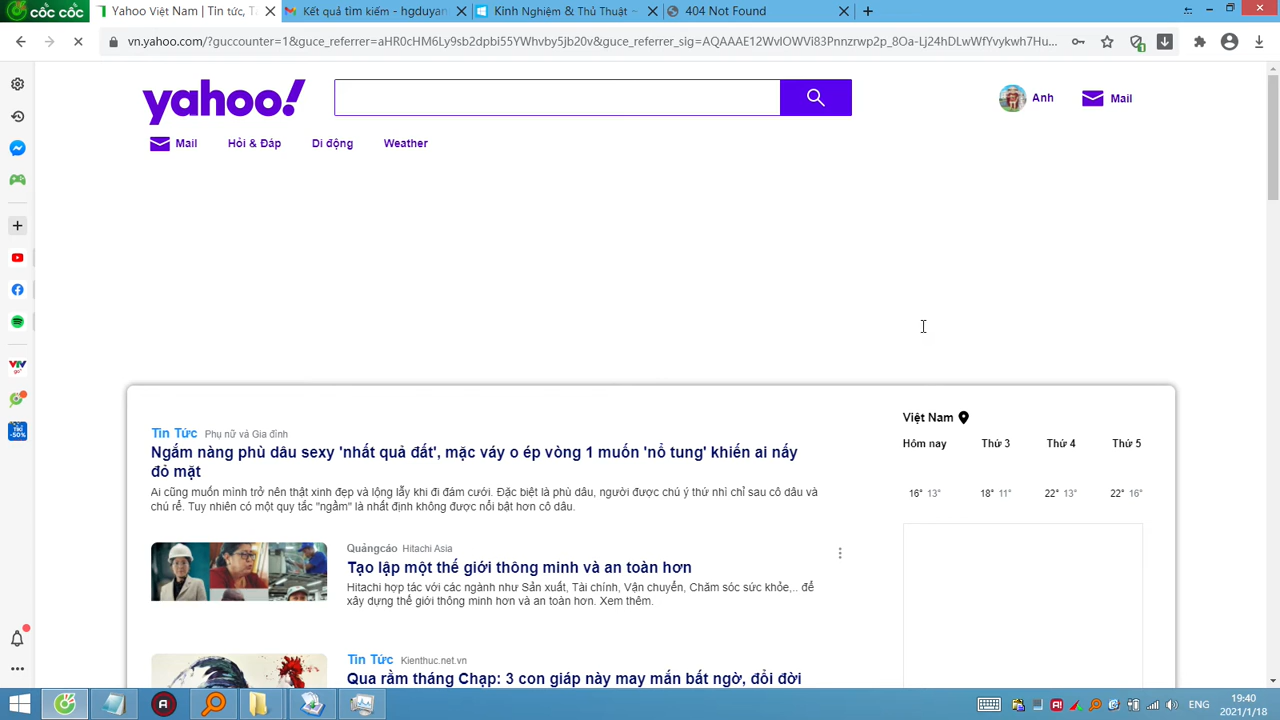 cốc cốc
Yahoo Việt Nam | Tin tức, T
Kết quả tìm kiếm - hgduyan
Kinh Nghiệm & Thủ Thuật –
404 Not Found
vn.yahoo.com/?guccounter=1&guce_referrer=aHR0cHM6Ly9sb2dpbi55YWhvby5jb20v&guce_referrer_sig=AQAAAE12WvIOWVl83Pnnzrwp2p_8Oa-Lj24hDLwWfYvykwh7Hu...
yahoo!
Anh
Mail
Mail
Hỏi & Đáp
Di động
Weather
Việt Nam
Tin Tức Phụ nữ và Gia đình
Hôm nay Thứ 3 Thứ 4 Thứ 5
Ngắm nàng phù dâu sexy 'nhất quả đất', mặc váy o ép vòng 1 muốn 'nổ tung' khiến ai nấy
đỏ mặt
Ai cũng muốn mình trở nên thật xinh đẹp và lộng lẫy khi đi đám cưới. Đặc biệt là phù dâu, người được chú ý thứ nhì chỉ sau cô dâu và
chú rể. Tuy nhiên có một quy tắc "ngầm" là nhất định không được nổi bật hơn cô dâu.
16° 13° 18° 11° 22° 13° 22° 16°
Quảngcáo Hitachi Asia
Tạo lập một thế giới thông minh và an toàn hơn
Hitachi hợp tác với các ngành như Sản xuất, Tài chính, Vận chuyển, Chăm sóc sức khỏe,.. để
xây dựng thế giới thông minh hơn và an toàn hơn. Xem thêm.
Tin Tức Kienthuc.net.vn
Qua rằm tháng Chạp: 3 con giáp này may mắn bất ngờ, đổi đời
VTV
go
TIKI
-50%
ENG
19:40
2021/1/18